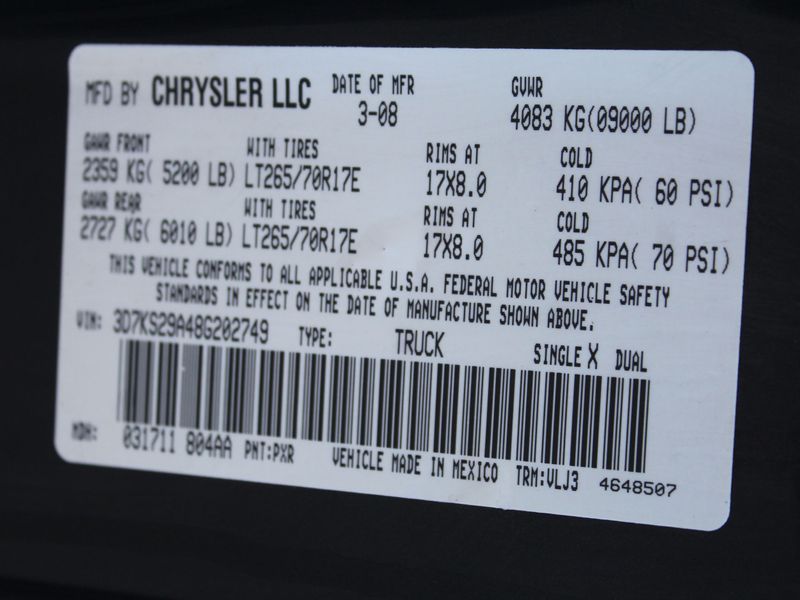 MFD BY CHRYSLER LLC DATE OF MFR GVWR
3-08 4083 KG(09000 LB)
GAWR FRONT WITH TIRES RIMS AT COLD
2359 KG( 5200 LB) LT265/70R17E 17X8.0 410 KPA( 60 PSI)
GAWR REAR WITH TIRES RIMS AT COLD
2727 KG( 6010 LB) LT265/70R17E 17X8.0 485 KPA( 70 PSI)
THIS VEHICLE CONFORMS TO ALL APPLICABLE U.S.A. FEDERAL MOTOR VEHICLE SAFETY
STANDARDS IN EFFECT ON THE DATE OF MANUFACTURE SHOWN ABOVE.
VIN: 3D7KS29A48G202749 TYPE: TRUCK SINGLE X DUAL
MDH: 031711 804AA PNT:PXR VEHICLE MADE IN MEXICO TRM:VLJ3 4648507